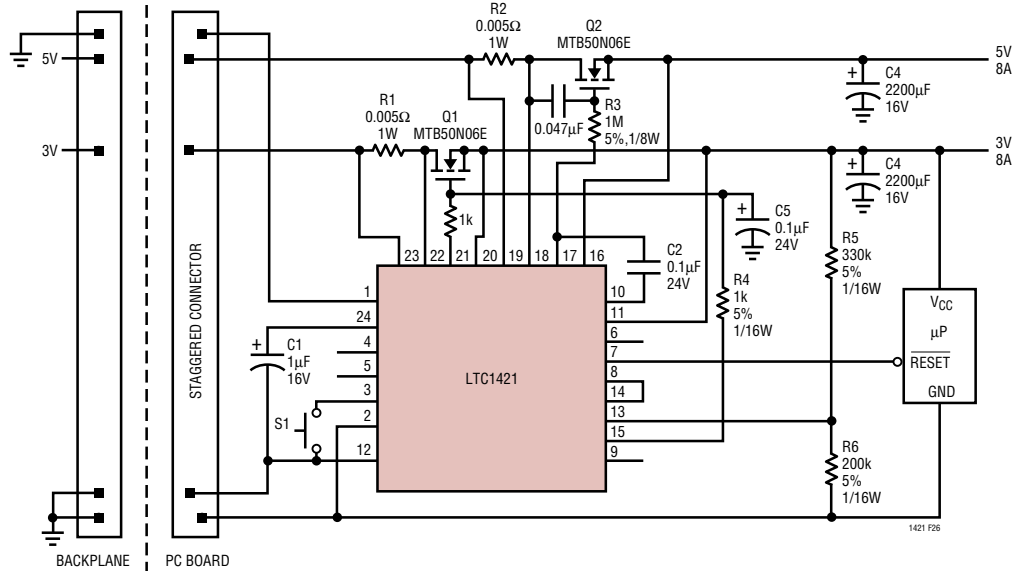 R2
0.005Ω
1W
Q2
MTB50N06E
5V
8A
5V
+
C4
2200µF
16V
R1
0.005Ω
1W
Q1
MTB50N06E
0.047µF
R3
1M
5%,1/8W
3V
3V
8A
+
C4
2200µF
16V
1k
+
C5
0.1µF
24V
R5
330k
5%
1/16W
23
22
21
20
19
18
17
16
C2
0.1µF
24V
R4
1k
5%
1/16W
STAGGERED CONNECTOR
1
24
4
5
3
2
12
10
11
6
7
8
14
13
15
9
LTC1421
+
C1
1µF
16V
S1
VCC
µP
RESET
GND
R6
200k
5%
1/16W
1421 F26
BACKPLANE
PC BOARD